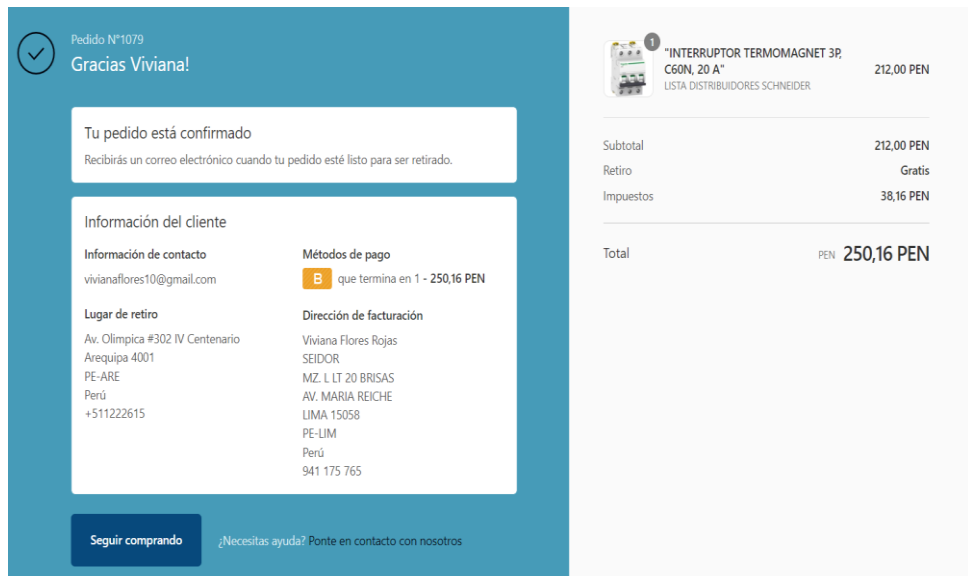 Pedido N°1079
Gracias Viviana!
Tu pedido está confirmado
Recibirás un correo electrónico cuando tu pedido esté listo para ser retirado.
Información del cliente
Información de contacto
vivianaflores10@gmail.com
Métodos de pago
B que termina en 1 - 250,16 PEN
Lugar de retiro
Av. Olimpica #302 IV Centenario
Arequipa 4001
PE-ARE
Perú
+511222615
Dirección de facturación
Viviana Flores Rojas
SEIDOR
MZ. L LT 20 BRISAS
AV. MARIA REICHE
LIMA 15058
PE-LIM
Perú
941 175 765
Seguir comprando
¿Necesitas ayuda? Ponte en contacto con nosotros
1
"INTERRUPTOR TERMOMAGNET 3P,
C60N, 20 A"
LISTA DISTRIBUIDORES SCHNEIDER
212,00 PEN
Subtotal 212,00 PEN
Retiro Gratis
Impuestos 38,16 PEN
Total PEN 250,16 PEN